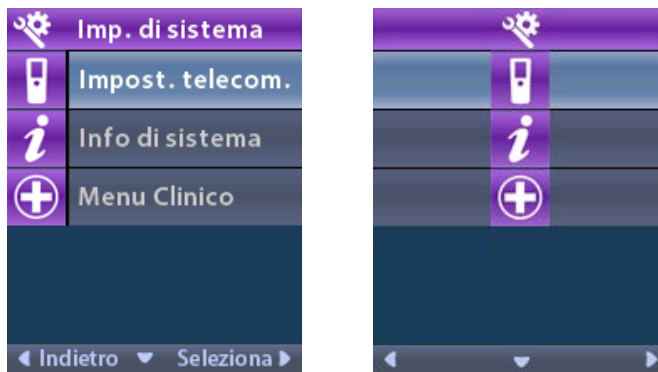 Imp. di sistema
Impost. telecom.
Info di sistema
Menu Clinico
Indietro Seleziona